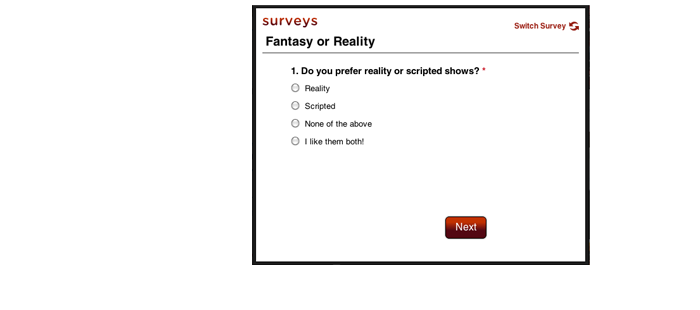 surveys
Switch Survey
Fantasy or Reality
1. Do you prefer reality or scripted shows? *
Reality
Scripted
None of the above
I like them both!
Next